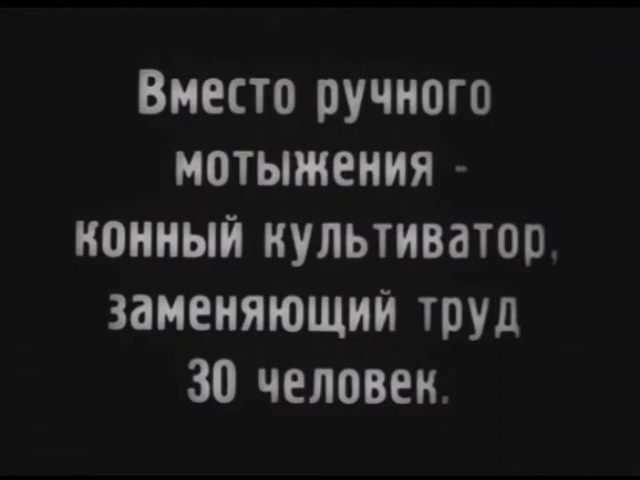 Вместо ручного
мотыжения -
конный культиватор,
заменяющий труд
30 человек.